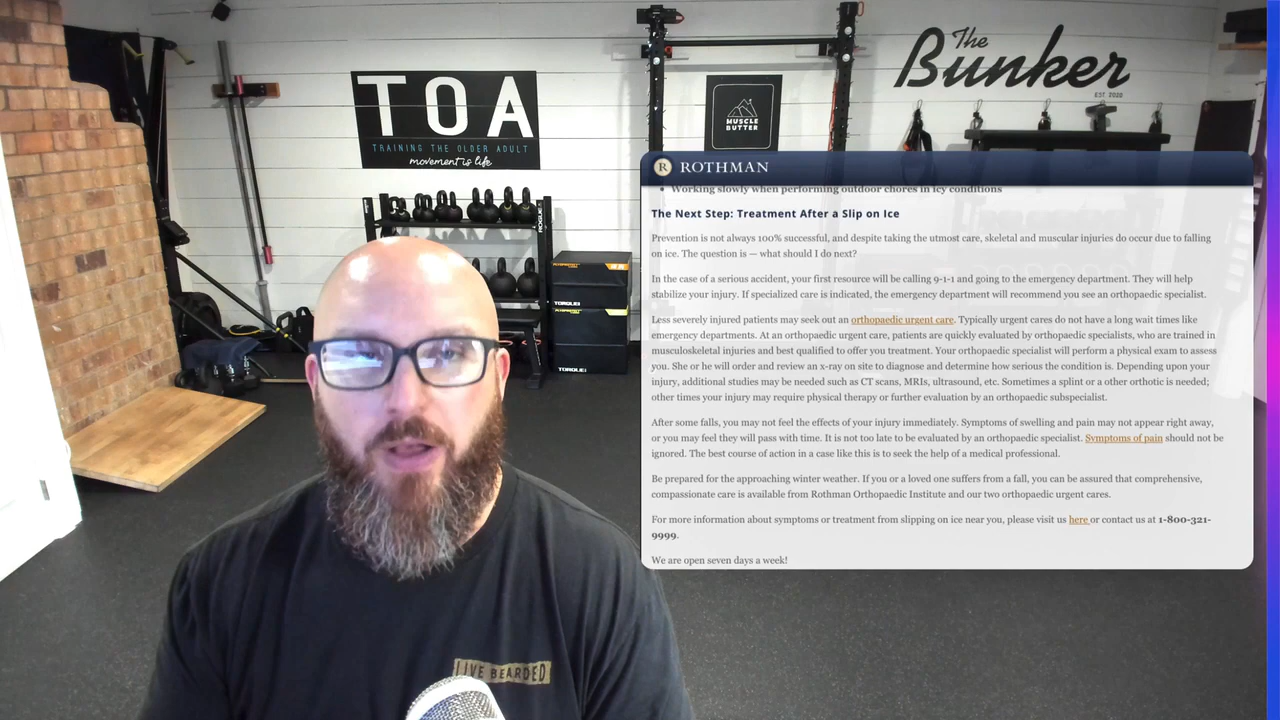 TOA
TRAINING THE OLDER ADULT
movement is life
MUSCLE
BUTTER
The
Bunker
EST. 2020
ROGUE
TORQUE
TORQUE
LIVE BEARDED
R ROTHMAN
Working slowly when performing outdoor chores in icy conditions
The Next Step: Treatment After a Slip on Ice
Prevention is not always 100% successful, and despite taking the utmost care, skeletal and muscular injuries do occur due to falling
on ice. The question is — what should I do next?
In the case of a serious accident, your first resource will be calling 9-1-1 and going to the emergency department. They will help
stabilize your injury. If specialized care is indicated, the emergency department will recommend you see an orthopaedic specialist.
Less severely injured patients may seek out an orthopaedic urgent care. Typically urgent cares do not have a long wait times like
emergency departments. At an orthopaedic urgent care, patients are quickly evaluated by orthopaedic specialists, who are trained in
musculoskeletal injuries and best qualified to offer you treatment. Your orthopaedic specialist will perform a physical exam to assess
you. She or he will order and review an x-ray on site to diagnose and determine how serious the condition is. Depending upon your
injury, additional studies may be needed such as CT scans, MRIs, ultrasound, etc. Sometimes a splint or a other orthotic is needed;
other times your injury may require physical therapy or further evaluation by an orthopaedic subspecialist.
After some falls, you may not feel the effects of your injury immediately. Symptoms of swelling and pain may not appear right away,
or you may feel they will pass with time. It is not too late to be evaluated by an orthopaedic specialist. Symptoms of pain should not be
ignored. The best course of action in a case like this is to seek the help of a medical professional.
Be prepared for the approaching winter weather. If you or a loved one suffers from a fall, you can be assured that comprehensive,
compassionate care is available from Rothman Orthopaedic Institute and our two orthopaedic urgent cares.
For more information about symptoms or treatment from slipping on ice near you, please visit us here or contact us at 1-800-321-
9999.
We are open seven days a week!